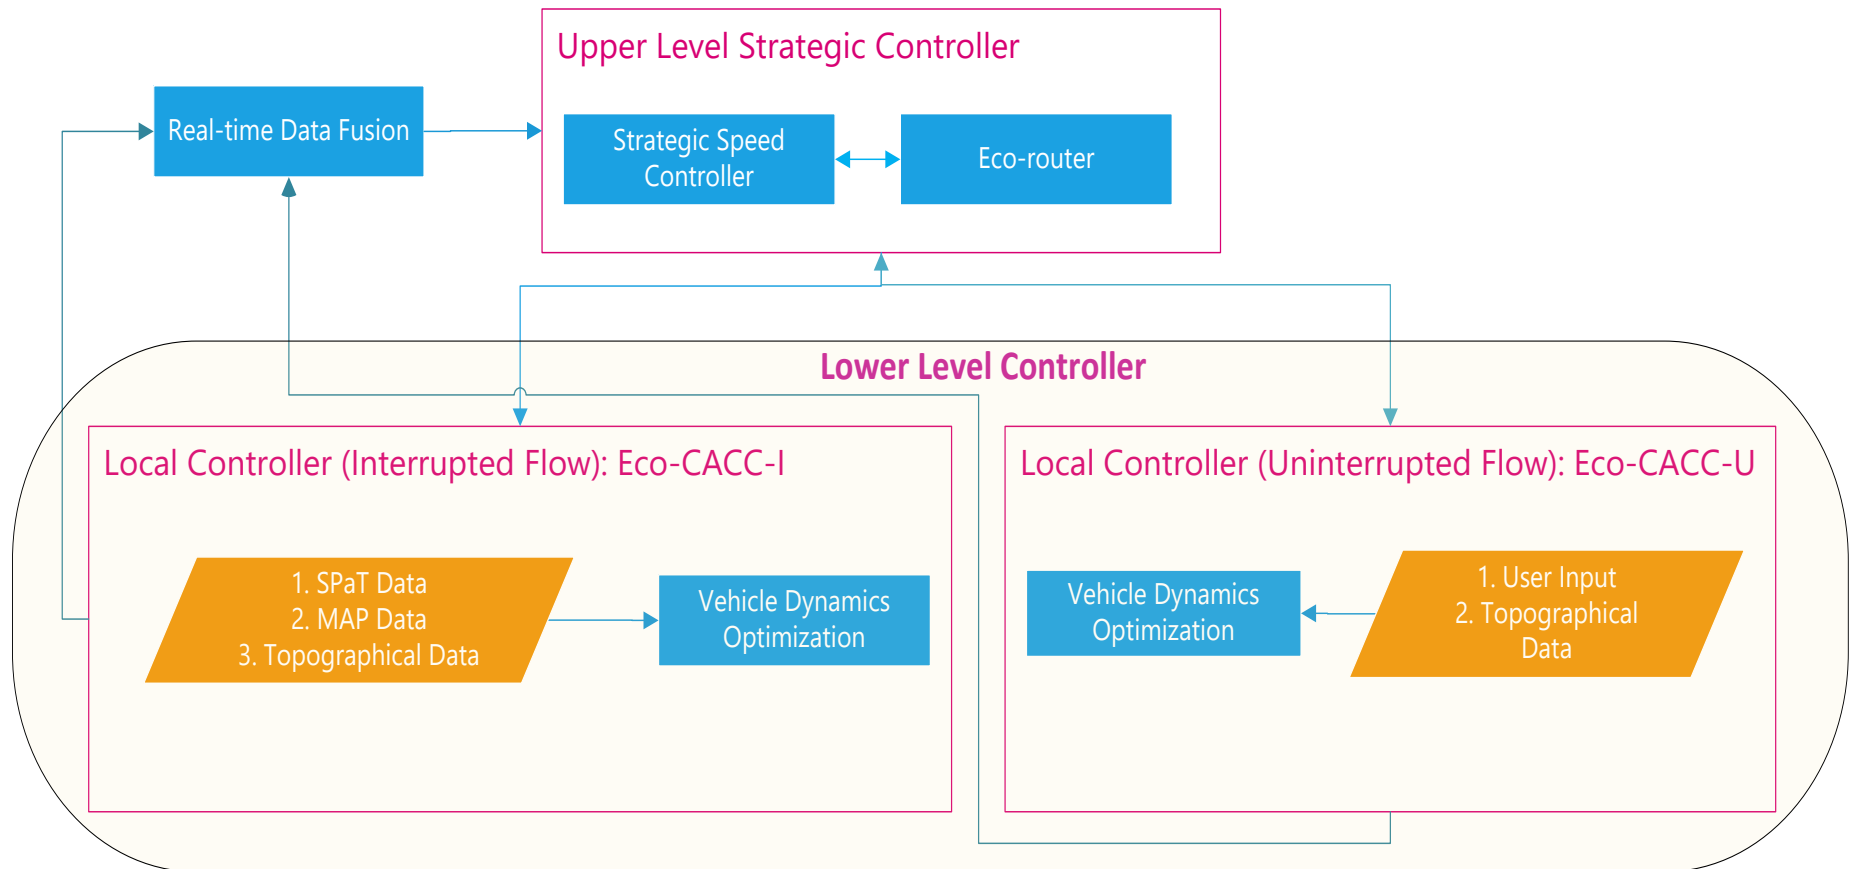 Upper Level Strategic Controller
Real-time Data Fusion
Strategic Speed
Controller
Eco-router
Lower Level Controller
Local Controller (Interrupted Flow): Eco-CACC-I
1. SPaT Data
2. MAP Data
3. Topographical Data
Vehicle Dynamics
Optimization
Local Controller (Uninterrupted Flow): Eco-CACC-U
Vehicle Dynamics
Optimization
1. User Input
2. Topographical
Data